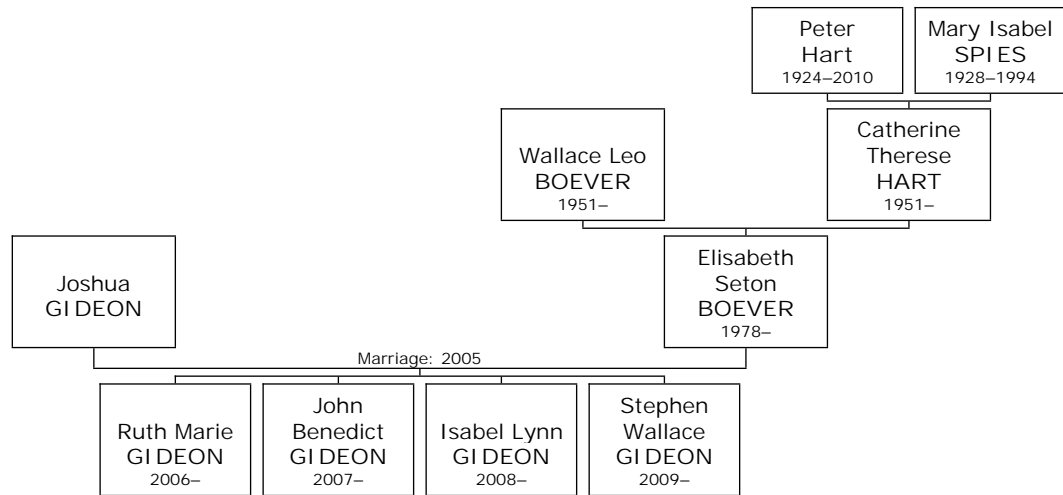 Peter
Hart
1924–2010
Mary Isabel
SPIES
1928–1994
Wallace Leo
BOEVER
1951–
Catherine
Therese
HART
1951–
Joshua
GIDEON
Elisabeth
Seton
BOEVER
1978–
Marriage: 2005
Ruth Marie
GIDEON
2006–
John
Benedict
GIDEON
2007–
Isabel Lynn
GIDEON
2008–
Stephen
Wallace
GIDEON
2009–